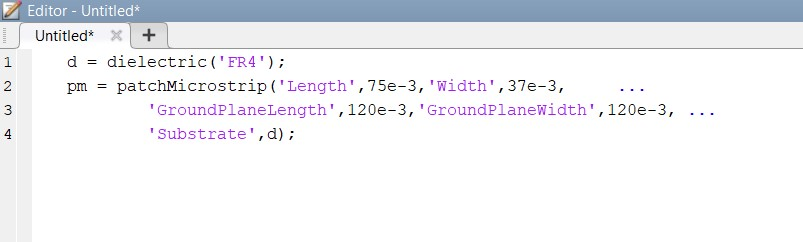 Editor - Untitled*
Untitled* × +
1 d = dielectric('FR4');
2 pm = patchMicrostrip('Length',75e-3,'Width',37e-3, ...
3 'GroundPlaneLength',120e-3,'GroundPlaneWidth',120e-3, ...
4 'Substrate',d);